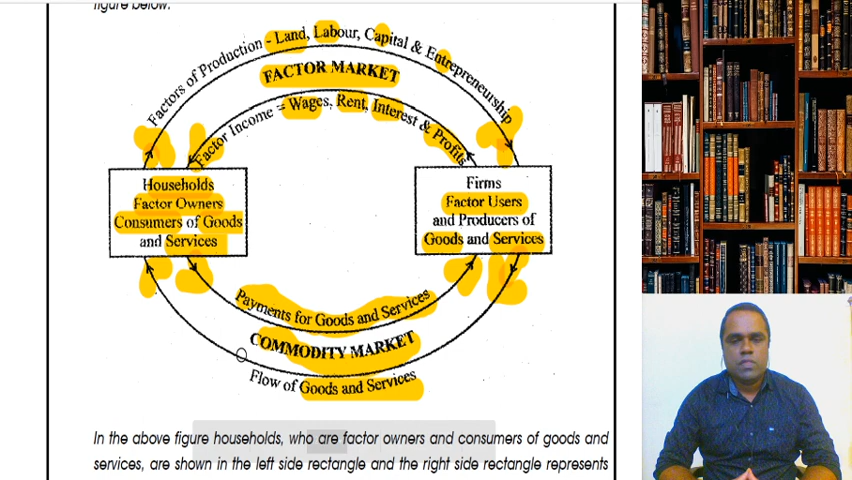 figure below.
Factors of Production - Land, Labour, Capital & Entrepreneurship
FACTOR MARKET
Factor Income = Wages, Rent, Interest & Profits
Households
Factor Owners
Consumers of Goods
and Services
Firms
Factor Users
and Producers of
Goods and Services
Payments for Goods and Services
COMMODITY MARKET
Flow of Goods and Services
In the above figure households, who are factor owners and consumers of goods and
services, are shown in the left side rectangle and the right side rectangle represents